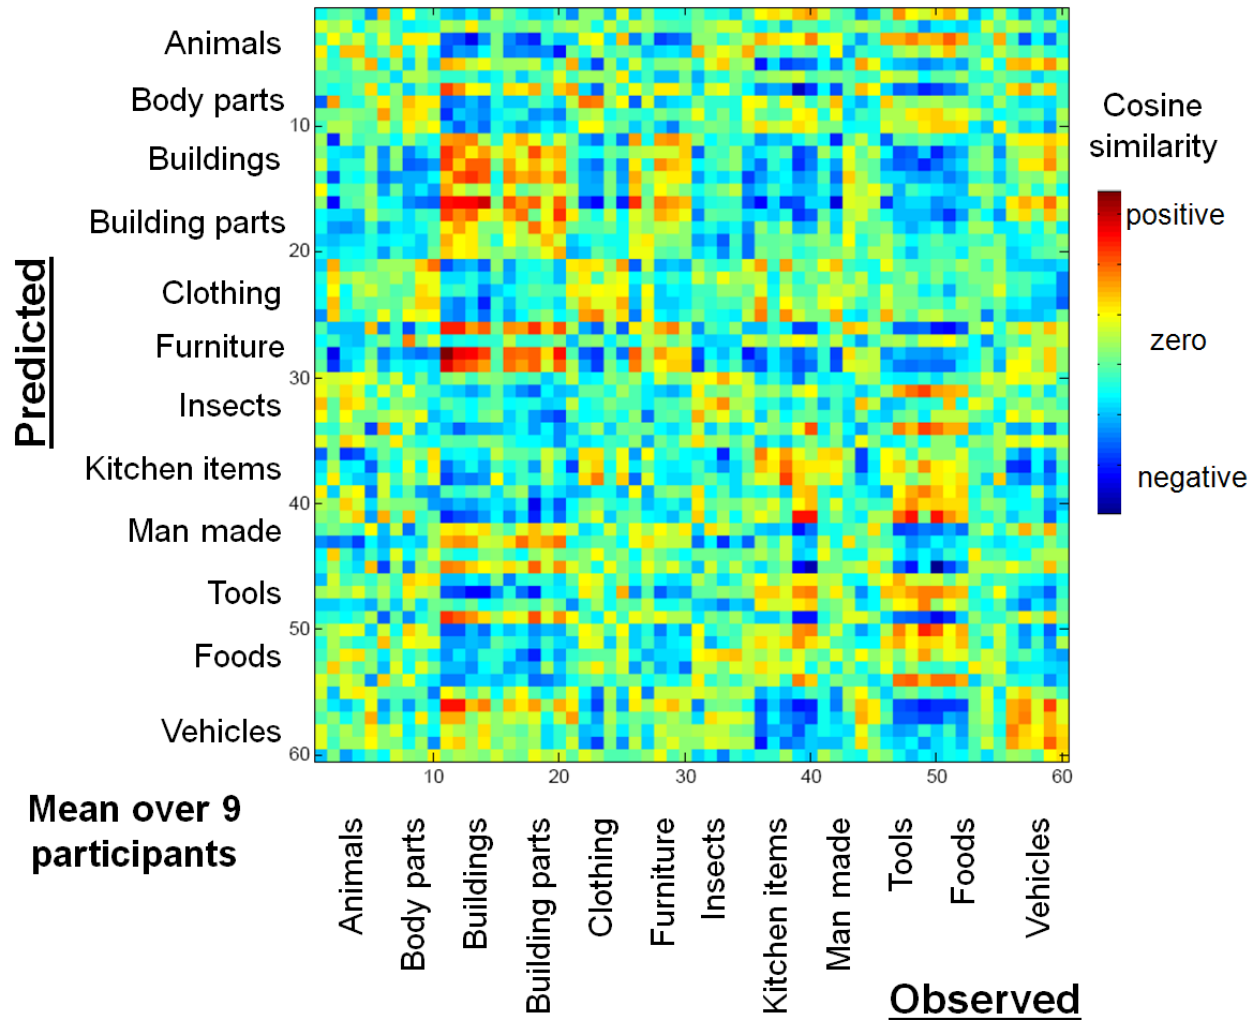 Animals
Body parts
10
Buildings
Building parts
20
Clothing
Furniture
30
Insects
Kitchen items
40
Man made
Tools
50
Foods
Vehicles
60
Predicted
10
20
30
40
50
60
Cosine
similarity
positive
zero
negative
Mean over 9
participants
Animals
Body parts
Buildings
Building parts
Clothing
Furniture
Insects
Kitchen items
Man made
Tools
Foods
Vehicles
Observed